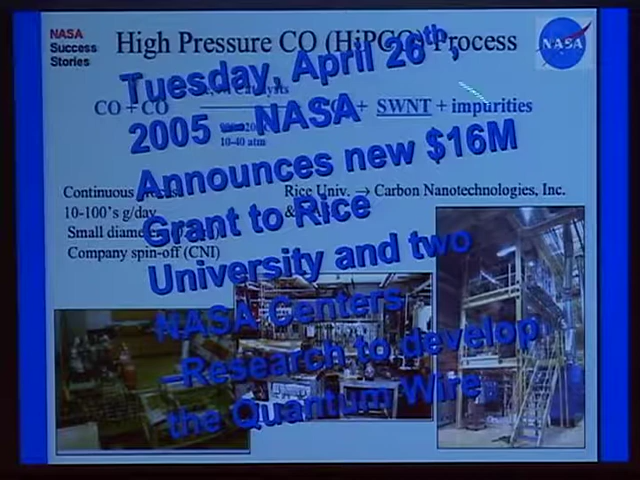 NASA
Success
Stories
High Pressure CO (HiPCO) Process
NASA
Tuesday, April 26th,
CO + CO
+ SWNT + impurities
2005 NASA
10-40 atm
Announces new $16M
Continuous
Rice Univ. → Carbon Nanotechnologies, Inc.
10-100's g/day
&
Grant to Rice
Small
Company spin-off (CNI)
University and two
NASA Centers
–Research to develop
the Quantum Wire